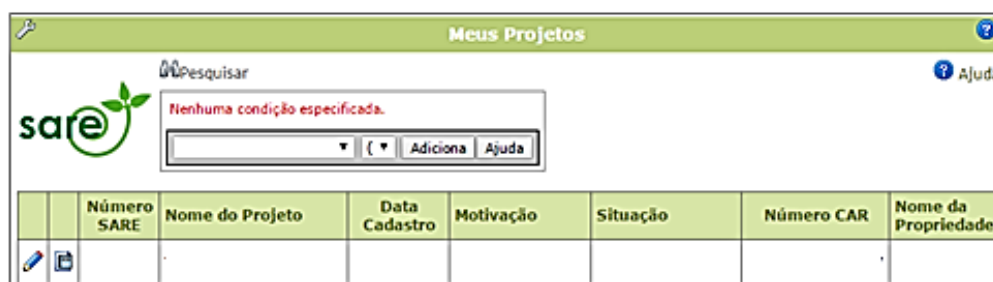 Meus Projetos
Pesquisar
Ajuda
sare
Nenhuma condição especificada.
( Adiciona Ajuda
Número SARE
Nome do Projeto
Data Cadastro
Motivação
Situação
Número CAR
Nome da Propriedade